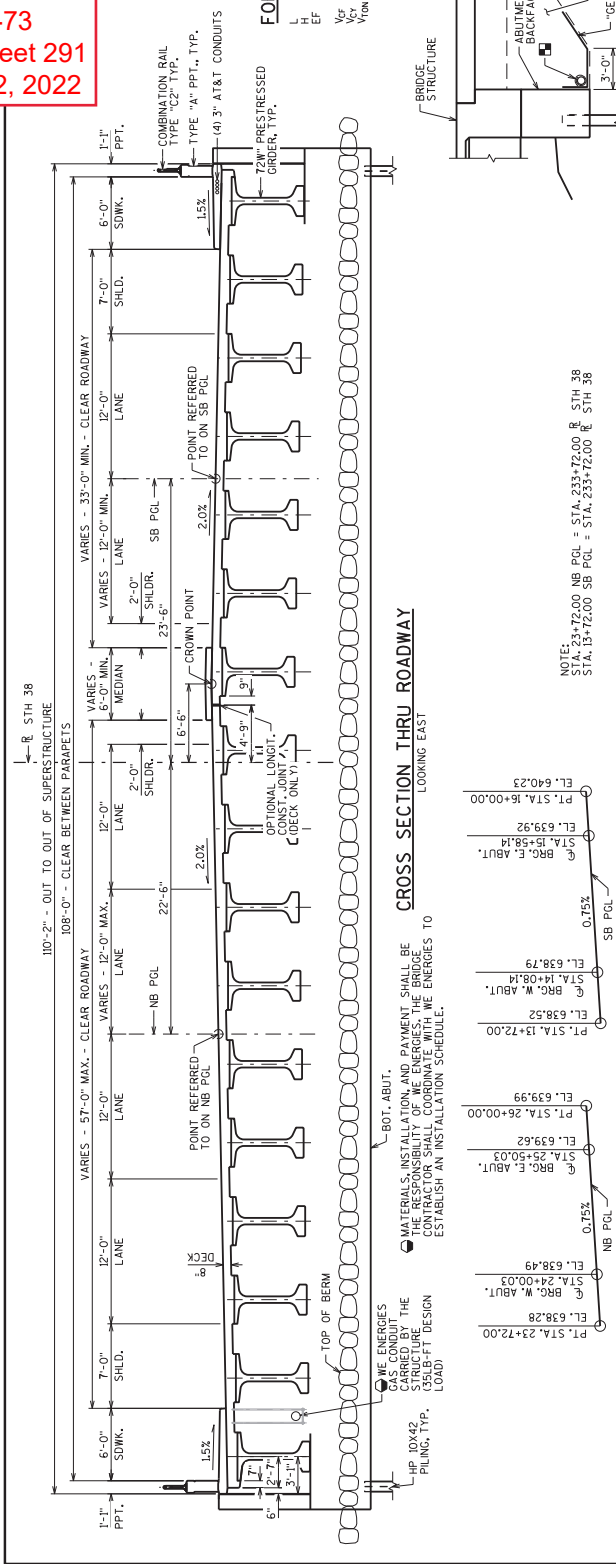 473
eet 291
2, 2022
110'-2" - OUT TO OUT OF SUPERSTRUCTURE
R STH 38
108'-0" - CLEAR BETWEEN PARAPETS
VARIES - 57'-0" MAX. - CLEAR ROADWAY
VARIES -
6'-0" MIN.
MEDIAN
VARIES - 33'-0" MIN. - CLEAR ROADWAY
1'-1"
PPT.
6'-0"
SDWK.
7'-0"
SHLD.
12'-0"
LANE
12'-0"
LANE
VARIES - 12'-0" MAX.
LANE
12'-0"
LANE
2'-0"
SHLDR.
2'-0"
SHLDR.
VARIES - 12'-0" MIN.
LANE
12'-0"
LANE
7'-0"
SHLD.
6'-0"
SDWK.
1'-1"
PPT.
NB PGL
22'-6"
23'-6"
SB PGL
COMBINATION RAIL
TYPE "C2" TYP.
TYPE "A" PPT., TYP.
(4) 3" AT&T CONDUITS
1.5%
8"
DECK
POINT REFERRED
TO ON NB PGL
2.0%
6'-6"
CROWN POINT
2.0%
POINT REFERRED
TO ON SB PGL
1.5%
72W" PRESTRESSED
GIRDER, TYP.
7"
2'-7"
3'-1"
6"
4'-9"
9"
OPTIONAL LONGIT.
CONST. JOINT
(DECK ONLY)
TOP OF BERM
HP 10X42
PILING, TYP.
WE ENERGIES
GAS CONDUIT
CARRIED BY THE
STRUCTURE
(35LB-FT DESIGN
LOAD)
BOT. ABUT.
MATERIALS, INSTALLATION, AND PAYMENT SHALL BE
THE RESPONSIBILITY OF WE ENERGIES. THE BRIDGE
CONTRACTOR SHALL COORDINATE WITH WE ENERGIES TO
ESTABLISH AN INSTALLATION SCHEDULE.
CROSS SECTION THRU ROADWAY
LOOKING EAST
PT. STA. 23+72.00
EL. 638.28
₵ BRG. W. ABUT.
STA. 24+00.03
EL. 638.49
₵ BRG. E. ABUT.
STA. 25+50.03
EL. 639.62
PT. STA. 26+00.00
EL. 639.99
0.75%
NB PGL
PT. STA. 13+72.00
EL. 638.52
₵ BRG. W. ABUT.
STA. 14+08.14
EL. 638.79
₵ BRG. E. ABUT.
STA. 15+58.14
EL. 639.92
PT. STA. 16+00.00
EL. 640.23
0.75%
SB PGL
NOTE:
STA. 23+72.00 NB PGL = STA. 233+72.00 R STH 38
STA. 13+72.00 SB PGL = STA. 233+72.00 R STH 38
FO
L
H
EF
VCF
VCY
VTON
BRIDGE
STRUCTURE
ABUTME
BACKFA
3'-0"
"GE